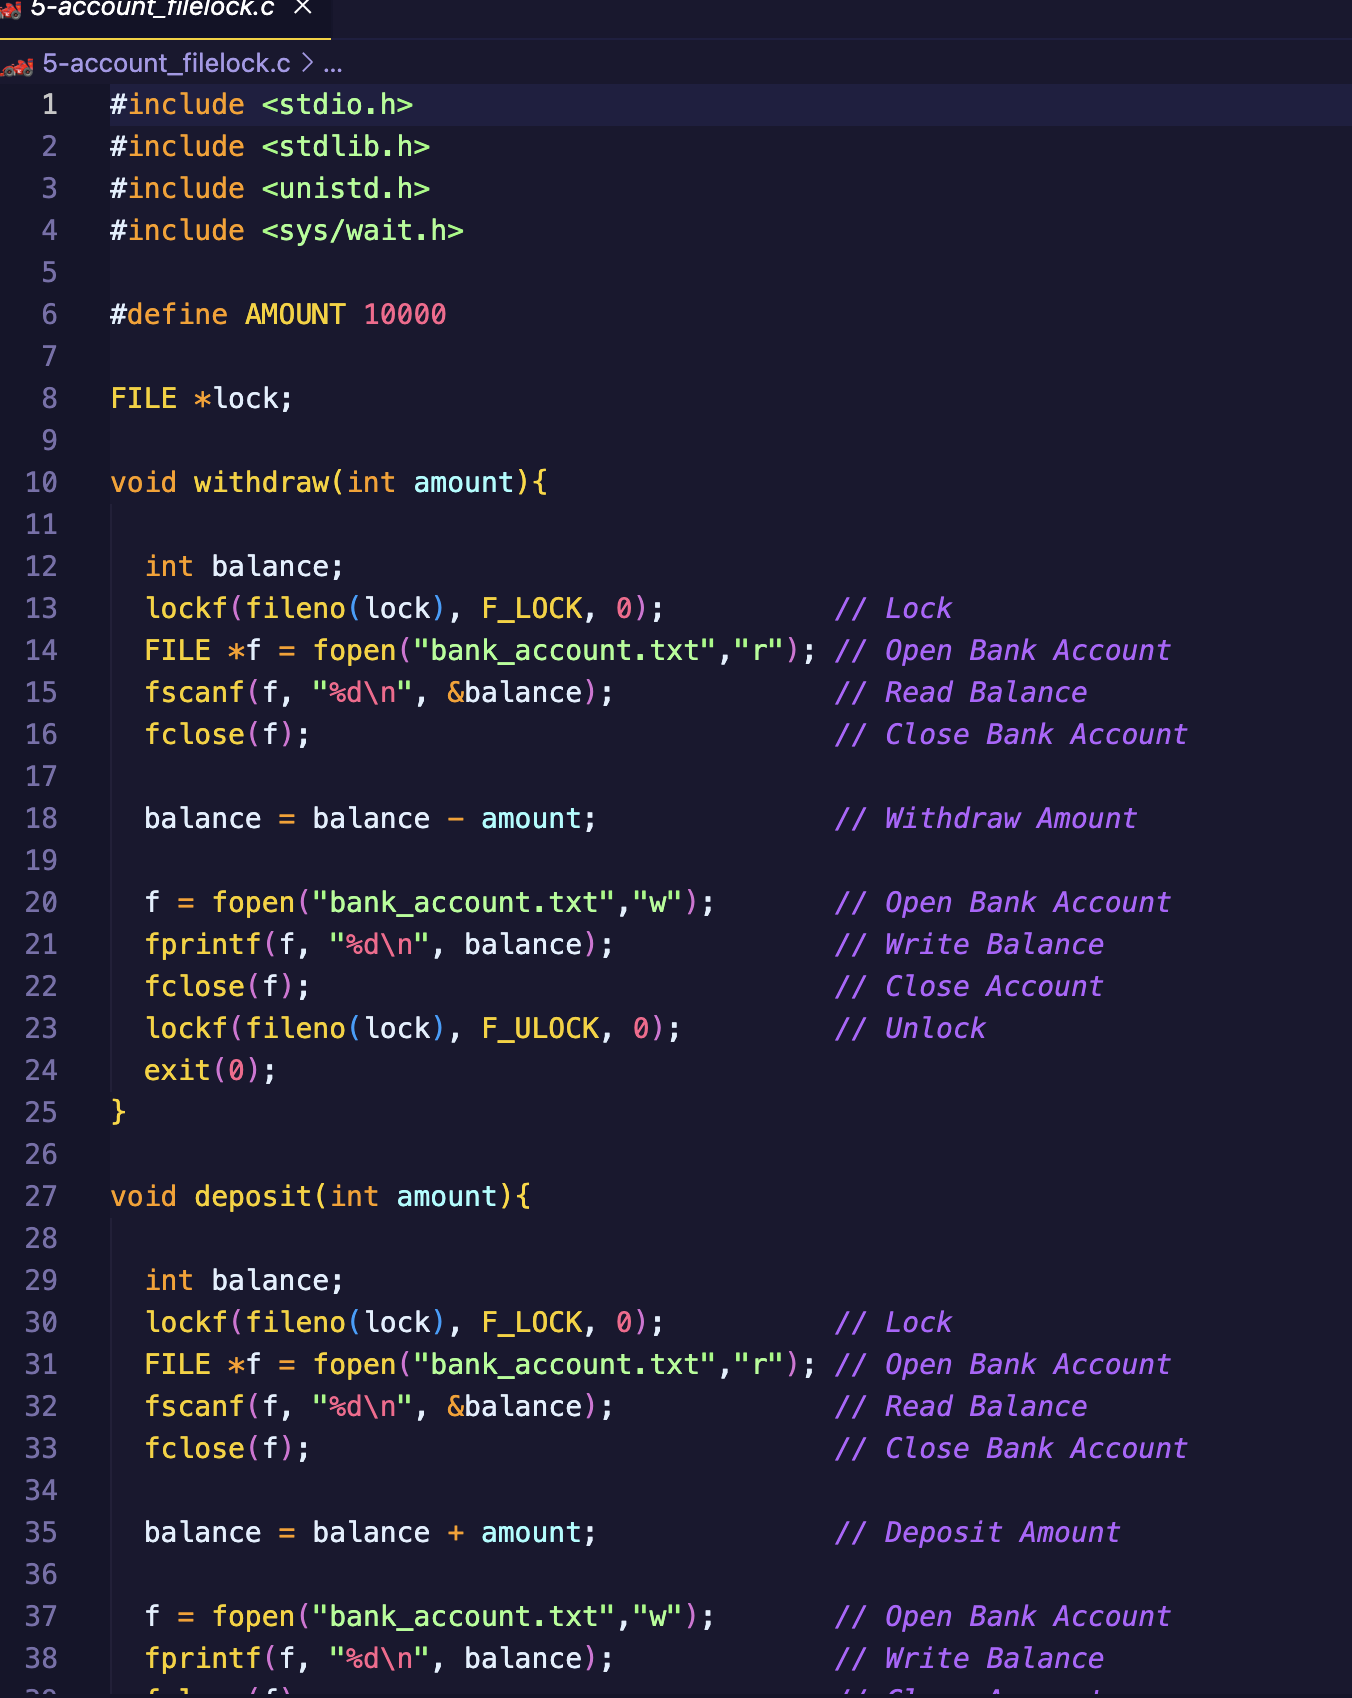 5-account_filelock.c ×
5-account_filelock.c > ...
1 #include <stdio.h>
2 #include <stdlib.h>
3 #include <unistd.h>
4 #include <sys/wait.h>
5
6 #define AMOUNT 10000
7
8 FILE *lock;
9
10 void withdraw(int amount){
11
12   int balance;
13   lockf(fileno(lock), F_LOCK, 0);          // Lock
14   FILE *f = fopen("bank_account.txt","r"); // Open Bank Account
15   fscanf(f, "%d\n", &balance);             // Read Balance
16   fclose(f);                               // Close Bank Account
17
18   balance = balance - amount;              // Withdraw Amount
19
20   f = fopen("bank_account.txt","w");       // Open Bank Account
21   fprintf(f, "%d\n", balance);             // Write Balance
22   fclose(f);                               // Close Account
23   lockf(fileno(lock), F_ULOCK, 0);         // Unlock
24   exit(0);
25 }
26
27 void deposit(int amount){
28
29   int balance;
30   lockf(fileno(lock), F_LOCK, 0);          // Lock
31   FILE *f = fopen("bank_account.txt","r"); // Open Bank Account
32   fscanf(f, "%d\n", &balance);             // Read Balance
33   fclose(f);                               // Close Bank Account
34
35   balance = balance + amount;              // Deposit Amount
36
37   f = fopen("bank_account.txt","w");       // Open Bank Account
38   fprintf(f, "%d\n", balance);             // Write Balance